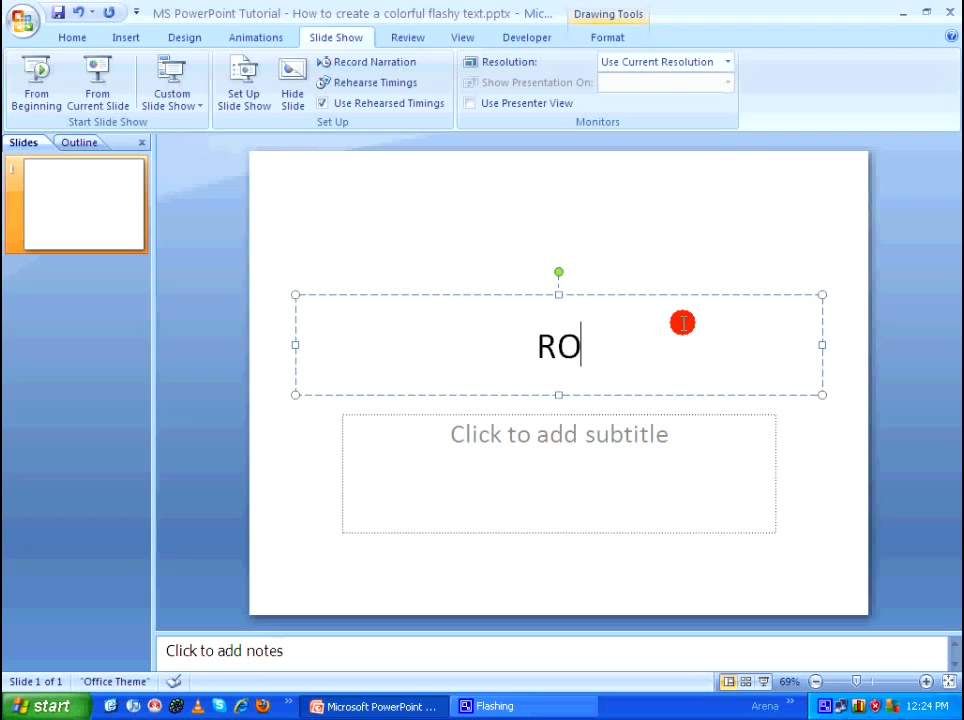 MS PowerPoint Tutorial - How to create a colorful flashy text.pptx - Mic...
Drawing Tools
Home Insert Design Animations Slide Show Review View Developer Format
From Beginning
From Current Slide
Custom Slide Show
Start Slide Show
Set Up Slide Show
Hide Slide
Record Narration
Rehearse Timings
Use Rehearsed Timings
Set Up
Resolution: Use Current Resolution
Show Presentation On:
Use Presenter View
Monitors
Slides Outline x
1
RO
Click to add subtitle
Click to add notes
Slide 1 of 1 "Office Theme" 69%
start Microsoft PowerPoint ... Flashing Arena 12:24 PM